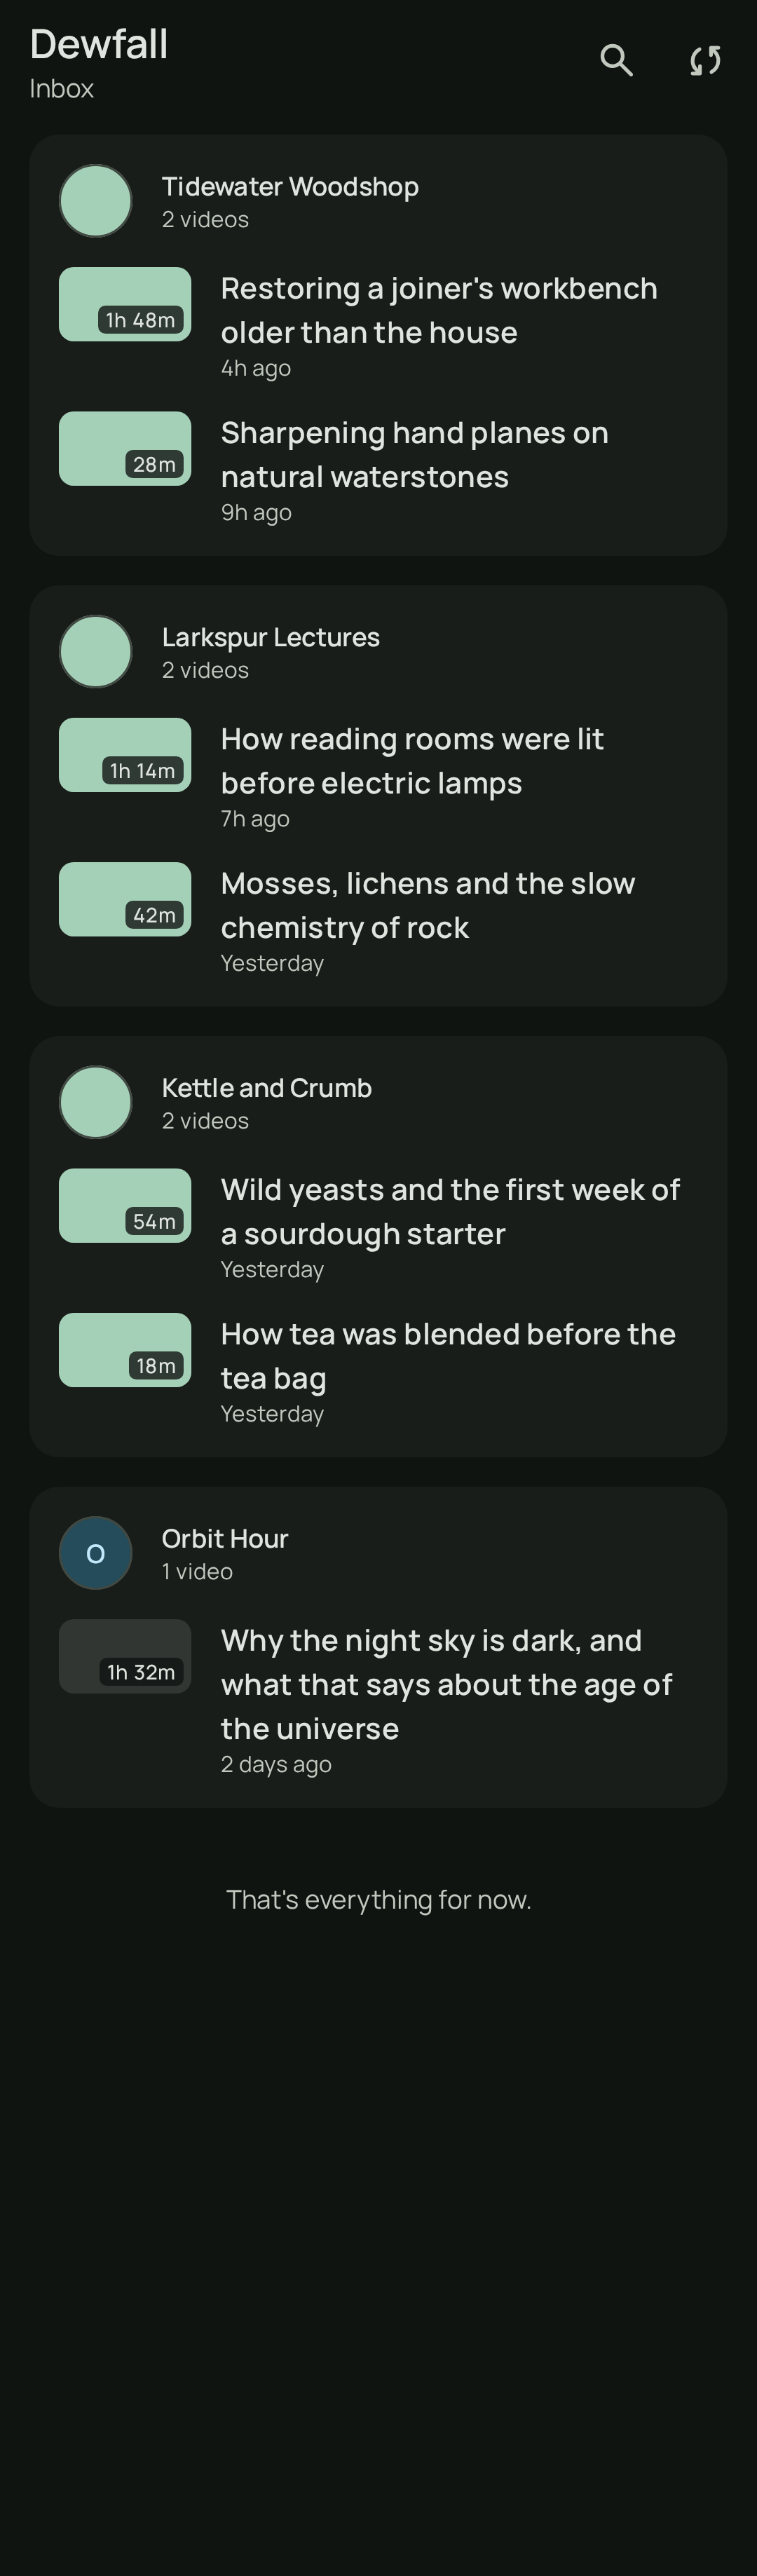 Dewfall
Inbox
Tidewater Woodshop
2 videos
1h 48m
Restoring a joiner's workbench
older than the house
4h ago
28m
Sharpening hand planes on
natural waterstones
9h ago
Larkspur Lectures
2 videos
1h 14m
How reading rooms were lit
before electric lamps
7h ago
42m
Mosses, lichens and the slow
chemistry of rock
Yesterday
Kettle and Crumb
2 videos
54m
Wild yeasts and the first week of
a sourdough starter
Yesterday
18m
How tea was blended before the
tea bag
Yesterday
O
Orbit Hour
1 video
1h 32m
Why the night sky is dark, and
what that says about the age of
the universe
2 days ago
That's everything for now.